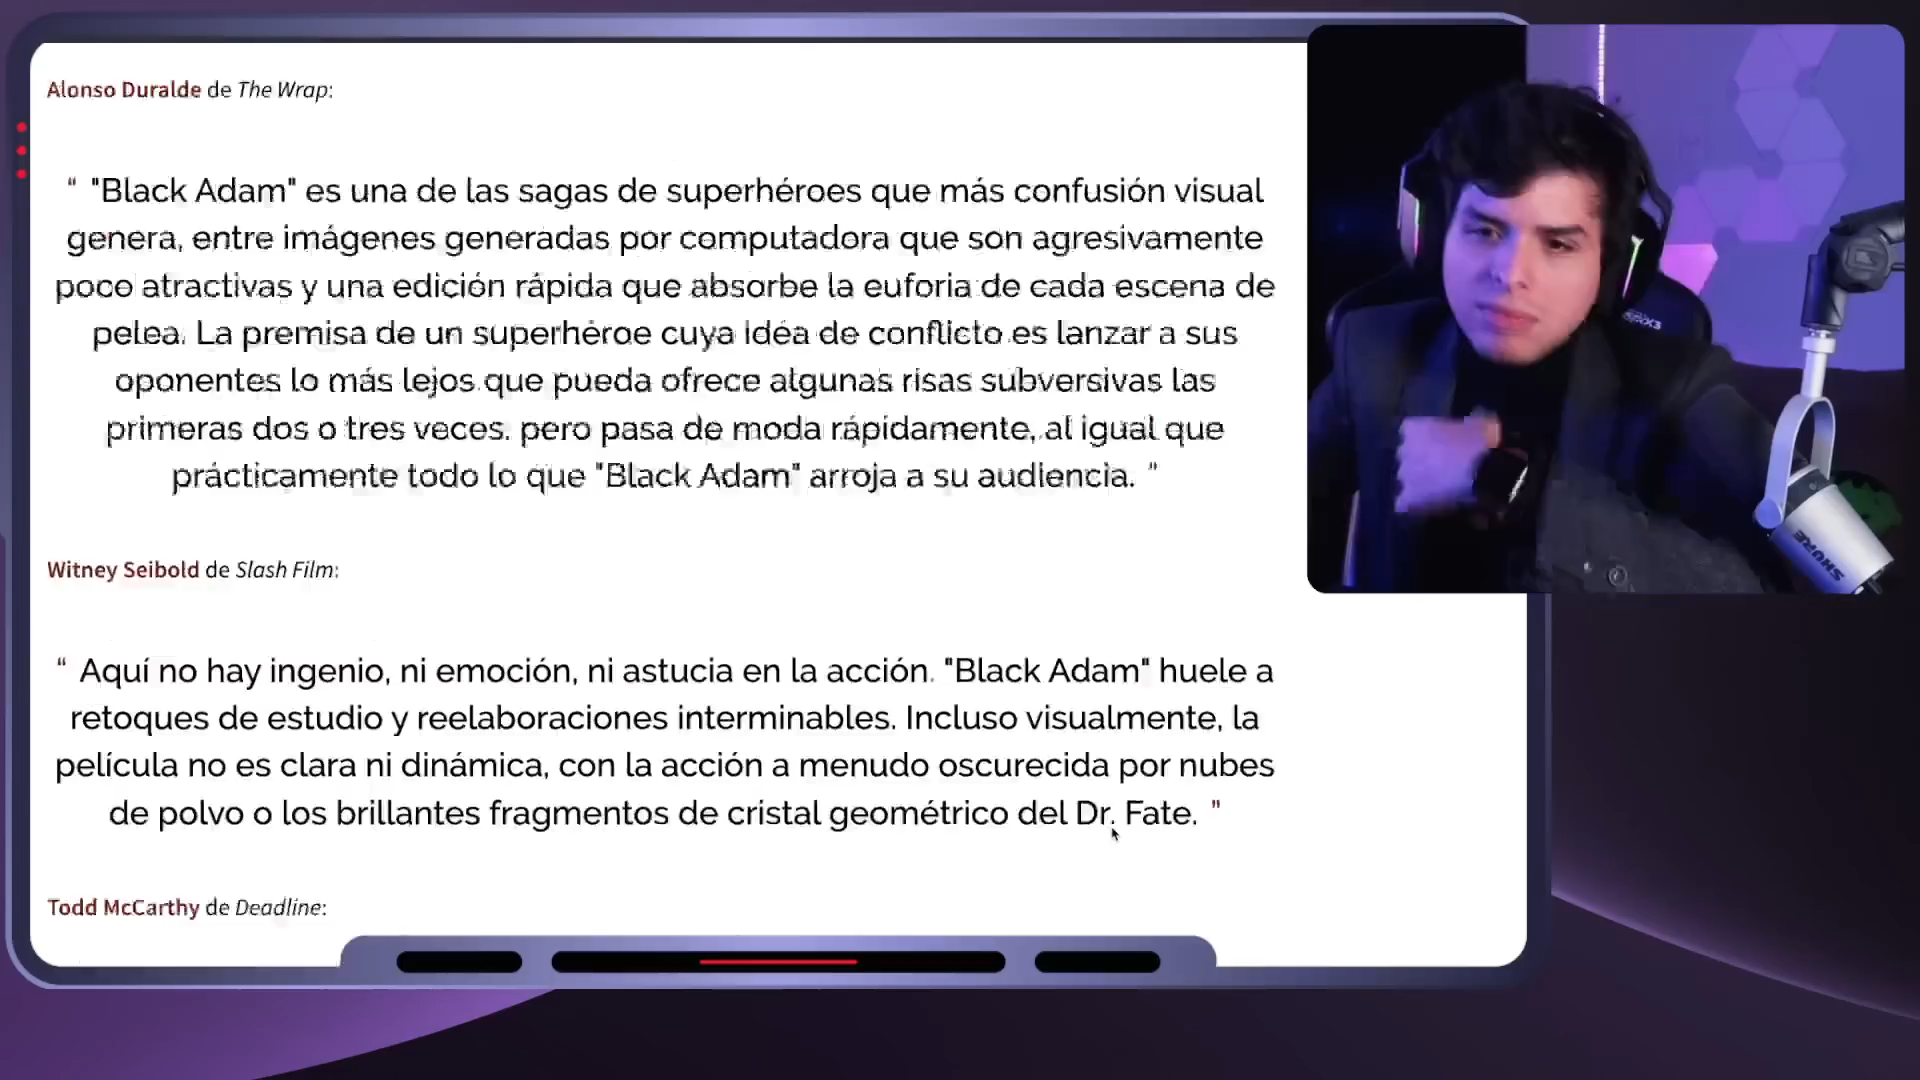 Alonso Duralde de The Wrap:
“ "Black Adam" es una de las sagas de superhéroes que más confusión visual
genera, entre imágenes generadas por computadora que son agresivamente
poco atractivas y una edición rápida que absorbe la euforia de cada escena de
pelea. La premisa de un superhéroe cuya idea de conflicto es lanzar a sus
oponentes lo más lejos que pueda ofrece algunas risas subversivas las
primeras dos o tres veces, pero pasa de moda rápidamente, al igual que
prácticamente todo lo que "Black Adam" arroja a su audiencia. ”
Witney Seibold de Slash Film:
“ Aquí no hay ingenio, ni emoción, ni astucia en la acción. "Black Adam" huele a
retoques de estudio y reelaboraciones interminables. Incluso visualmente, la
película no es clara ni dinámica, con la acción a menudo oscurecida por nubes
de polvo o los brillantes fragmentos de cristal geométrico del Dr. Fate. ”
Todd McCarthy de Deadline:
SHURE